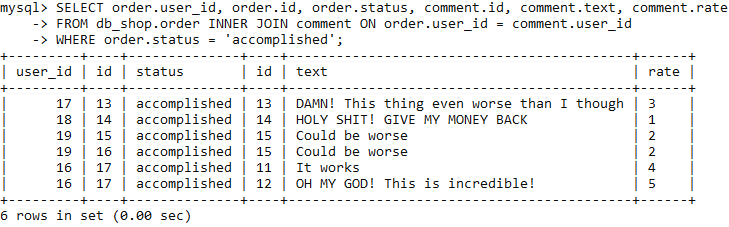 mysql> SELECT order.user_id, order.id, order.status, comment.id, comment.text, comment.rate
-> FROM db_shop.order INNER JOIN comment ON order.user_id = comment.user_id
-> WHERE order.status = 'accomplished';
+---------+----+--------------+----+------------------------------------------+------+
| user_id | id | status       | id | text                                     | rate |
+---------+----+--------------+----+------------------------------------------+------+
|      17 | 13 | accomplished | 13 | DAMN! This thing even worse than I though | 3    |
|      18 | 14 | accomplished | 14 | HOLY SHIT! GIVE MY MONEY BACK            | 1    |
|      19 | 15 | accomplished | 15 | Could be worse                           | 2    |
|      19 | 16 | accomplished | 15 | Could be worse                           | 2    |
|      16 | 17 | accomplished | 11 | It works                                 | 4    |
|      16 | 17 | accomplished | 12 | OH MY GOD! This is incredible!           | 5    |
+---------+----+--------------+----+------------------------------------------+------+
6 rows in set (0.00 sec)